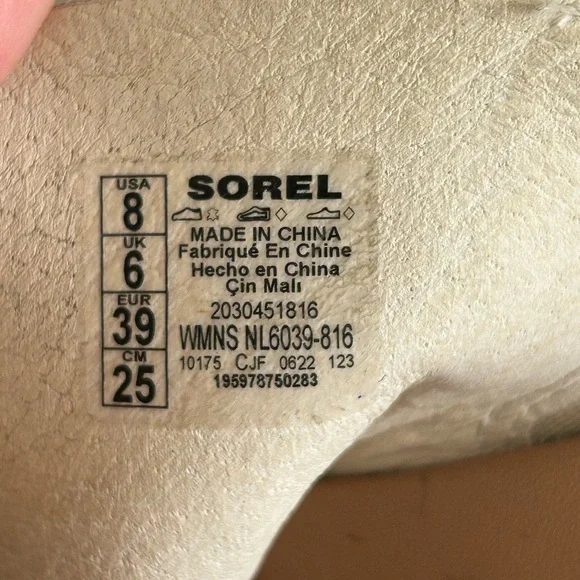 USA
8
UK
6
EUR
39
CM
25
SOREL
MADE IN CHINA
Fabriqué En Chine
Hecho en China
Çin Malı
2030451816
WMNS NL6039-816
10175 CJF 0622 123
195978750283